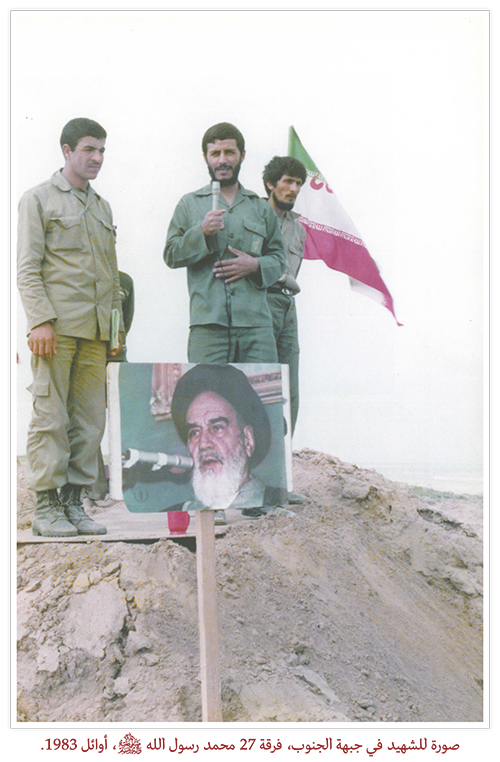 صورة للشهيد في جبهة الجنوب، فرقة 27 محمد رسول الله ﷺ، أوائل 1983.